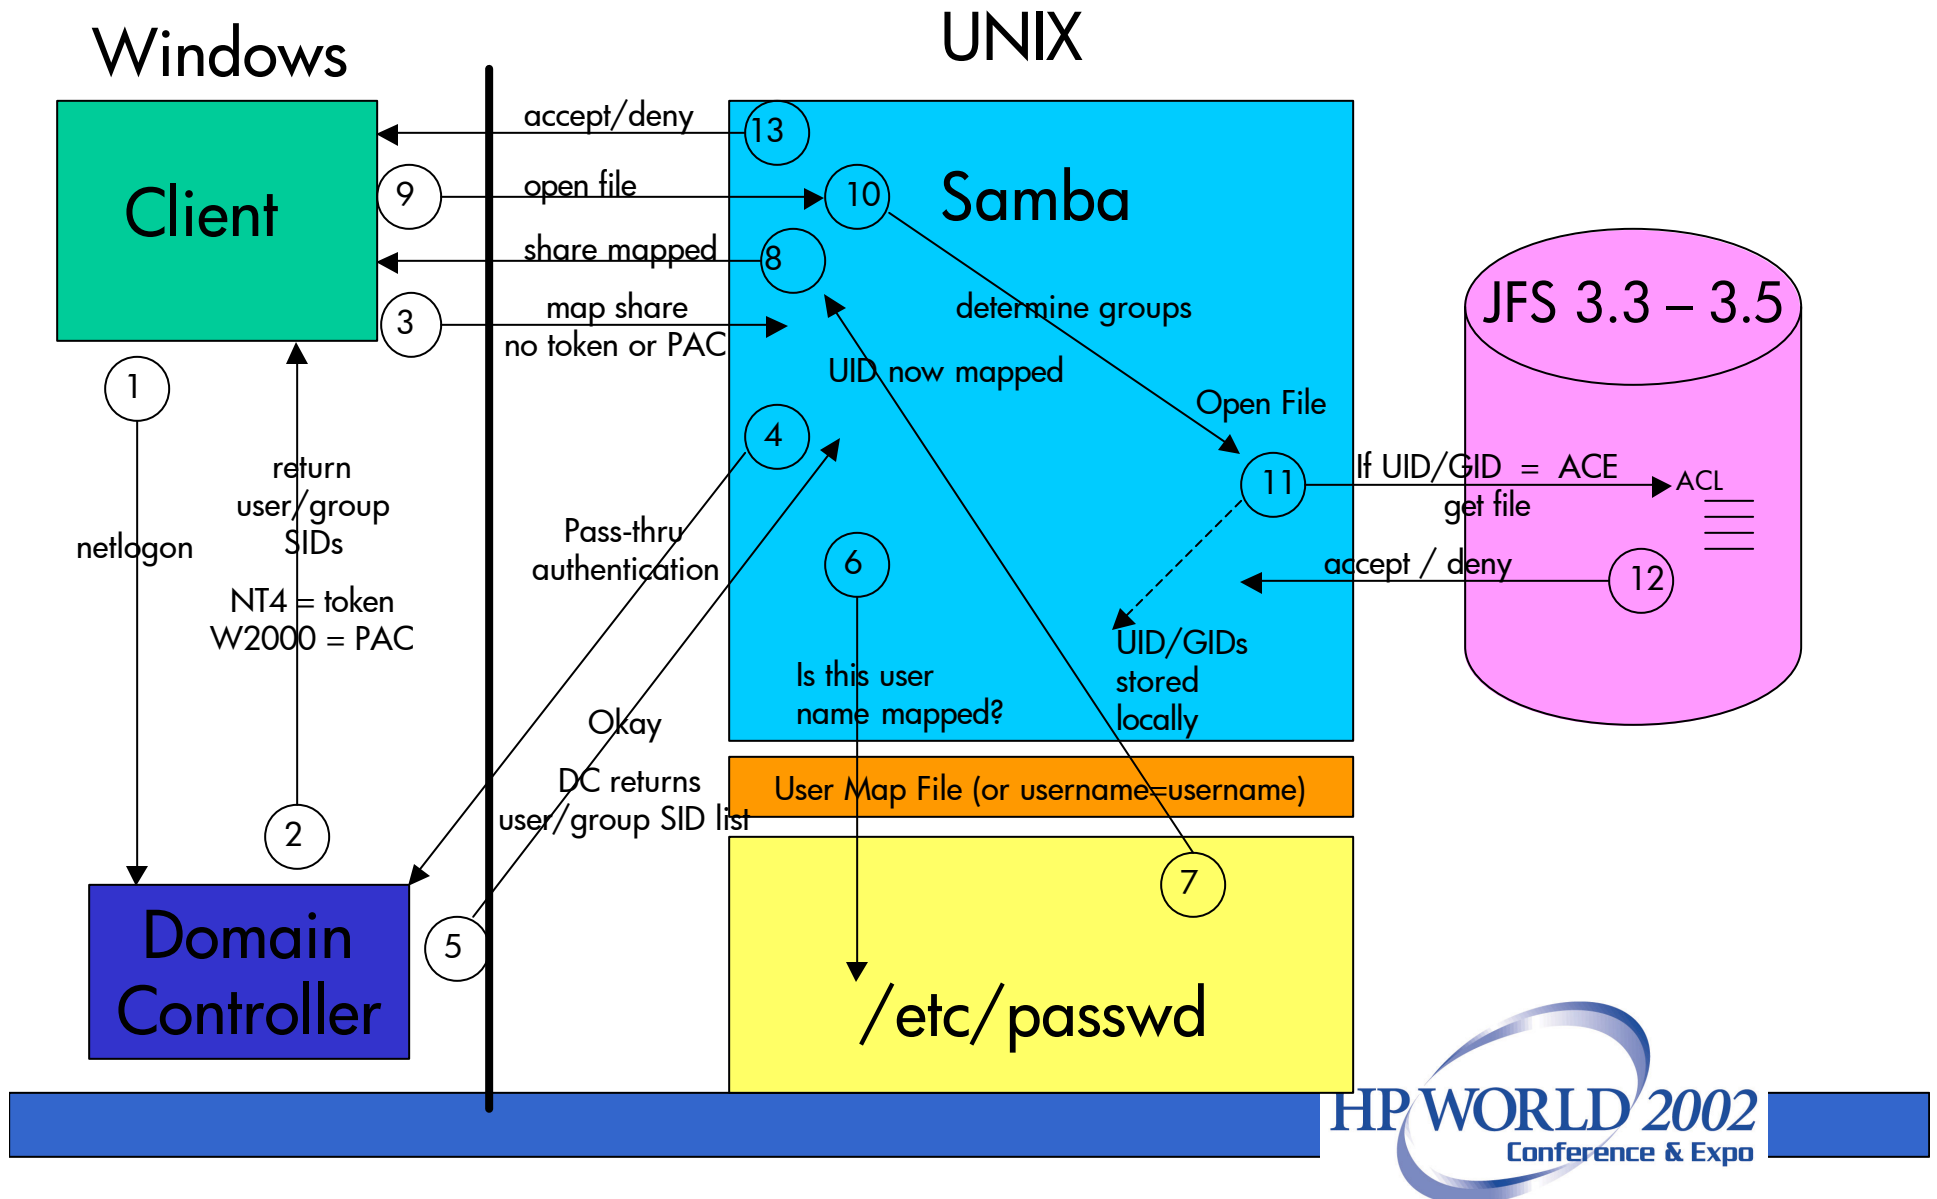 Windows
UNIX
Client
Samba
JFS 3.3 – 3.5
accept/deny
13
9
open file
10
share mapped
8
3
map share
no token or PAC
determine groups
UID now mapped
1
netlogon
return
user/group
SIDs
NT4 = token
W2000 = PAC
2
4
Pass-thru
authentication
Open File
11
If UID/GID = ACE
get file
ACL
accept / deny
12
6
Is this user
name mapped?
UID/GIDs
stored
locally
Okay
DC returns
user/group SID list
5
User Map File (or username=username)
7
Domain
Controller
/etc/passwd
HP WORLD 2002
Conference & Expo